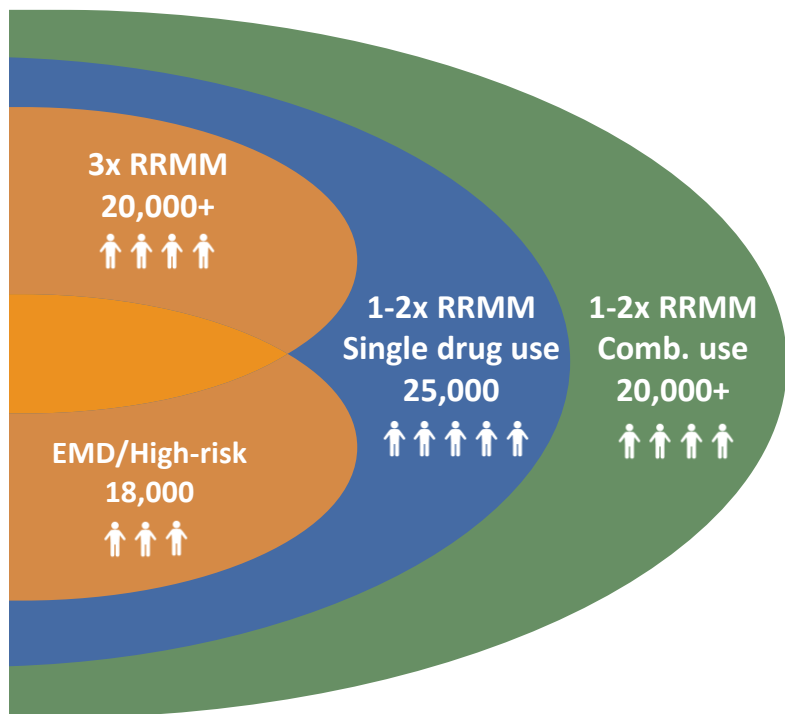 3x RRMM
20,000+
EMD/High-risk
18,000
1-2x RRMM
Single drug use
25,000
1-2x RRMM
Comb. use
20,000+